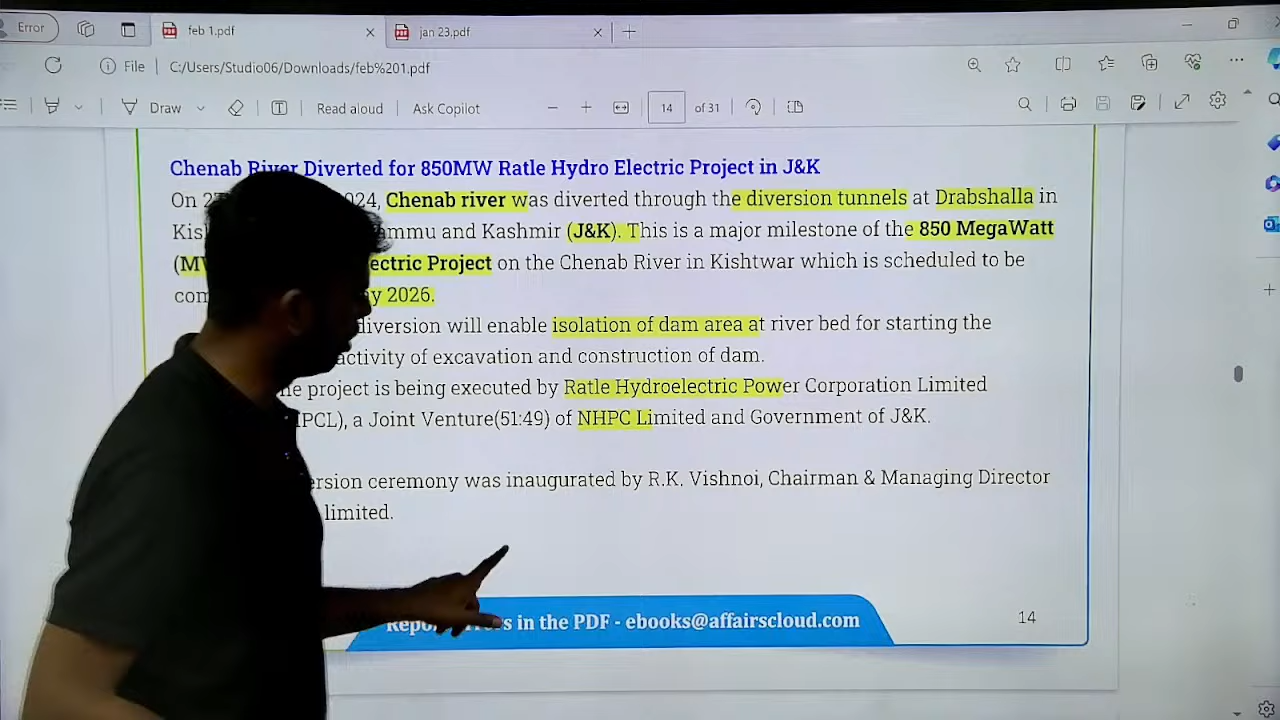 Error
feb 1.pdf
jan 23.pdf
File
C:/Users/Studio06/Downloads/feb%201.pdf
Draw
Read aloud
Ask Copilot
14
of 31
Chenab River Diverted for 850MW Ratle Hydro Electric Project in J&K
On 2 24, Chenab river was diverted through the diversion tunnels at Drabshalla in
Kis ammu and Kashmir (J&K). This is a major milestone of the 850 MegaWatt
(M ectric Project on the Chenab River in Kishtwar which is scheduled to be
com y 2026.
diversion will enable isolation of dam area at river bed for starting the
activity of excavation and construction of dam.
he project is being executed by Ratle Hydroelectric Power Corporation Limited
PCL), a Joint Venture(51:49) of NHPC Limited and Government of J&K.
ersion ceremony was inaugurated by R.K. Vishnoi, Chairman & Managing Director
limited.
Repo s in the PDF - ebooks@affairscloud.com
14